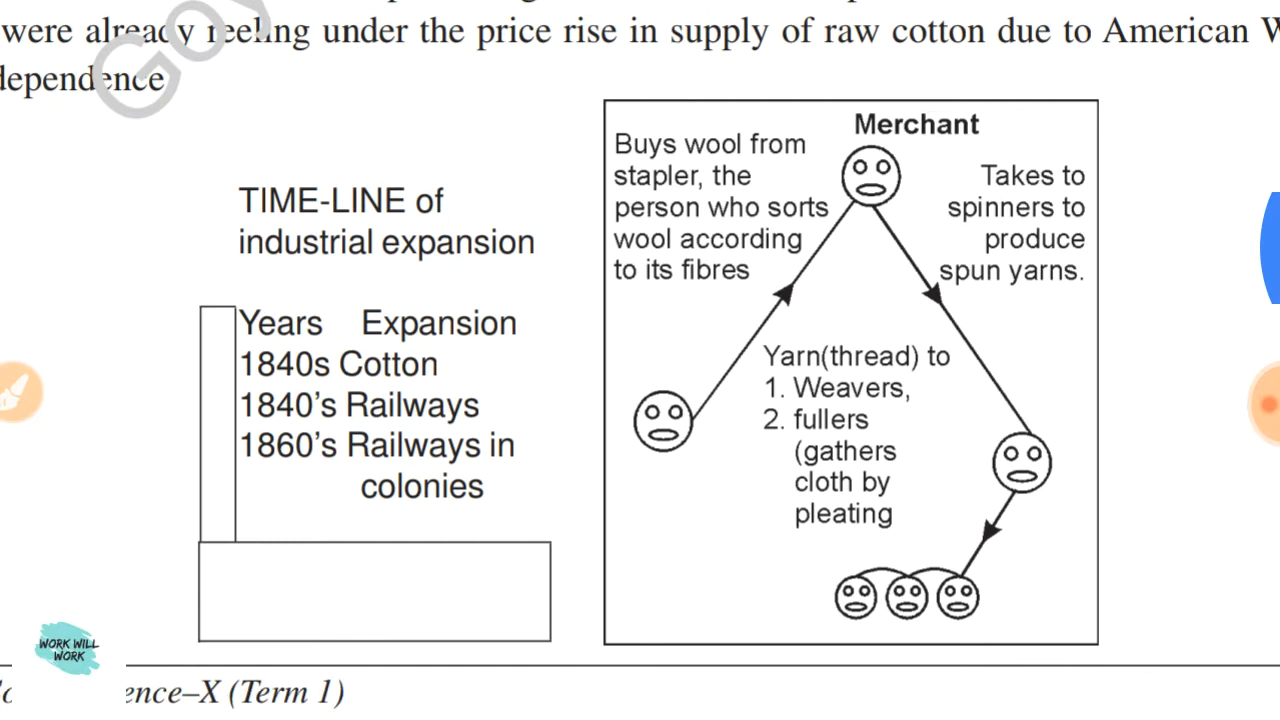 were already reeling under the price rise in supply of raw cotton due to American
dependence
Goy
TIME-LINE of
industrial expansion
Years Expansion
1840s Cotton
1840's Railways
1860's Railways in
colonies
Merchant
Buys wool from
stapler, the
person who sorts
wool according
to its fibres
Takes to
spinners to
produce
spun yarns.
Yarn(thread) to
1. Weavers,
2. fullers
(gathers
cloth by
pleating
WORK WILL
WORK
ence–X (Term 1)